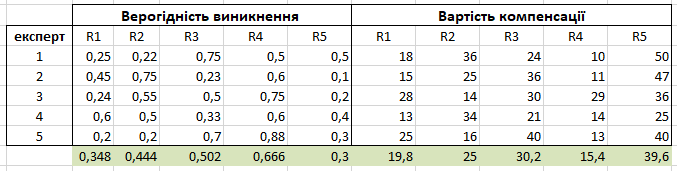 Верогідність виникнення Вартість компенсації
експерт R1 R2 R3 R4 R5 R1 R2 R3 R4 R5
1 0,25 0,22 0,75 0,5 0,5 18 36 24 10 50
2 0,45 0,75 0,23 0,6 0,1 15 25 36 11 47
3 0,24 0,55 0,5 0,75 0,2 28 14 30 29 36
4 0,6 0,5 0,33 0,6 0,4 13 34 21 14 25
5 0,2 0,2 0,7 0,88 0,3 25 16 40 13 40
0,348 0,444 0,502 0,666 0,3 19,8 25 30,2 15,4 39,6